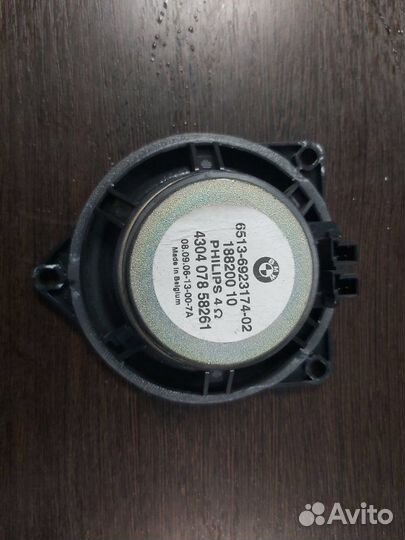 6513-6923174-02
188200 10
PHILIPS 4 Ω
4304 078 58261
08.09.06-13-00-7A
Made in Belgium
Avito